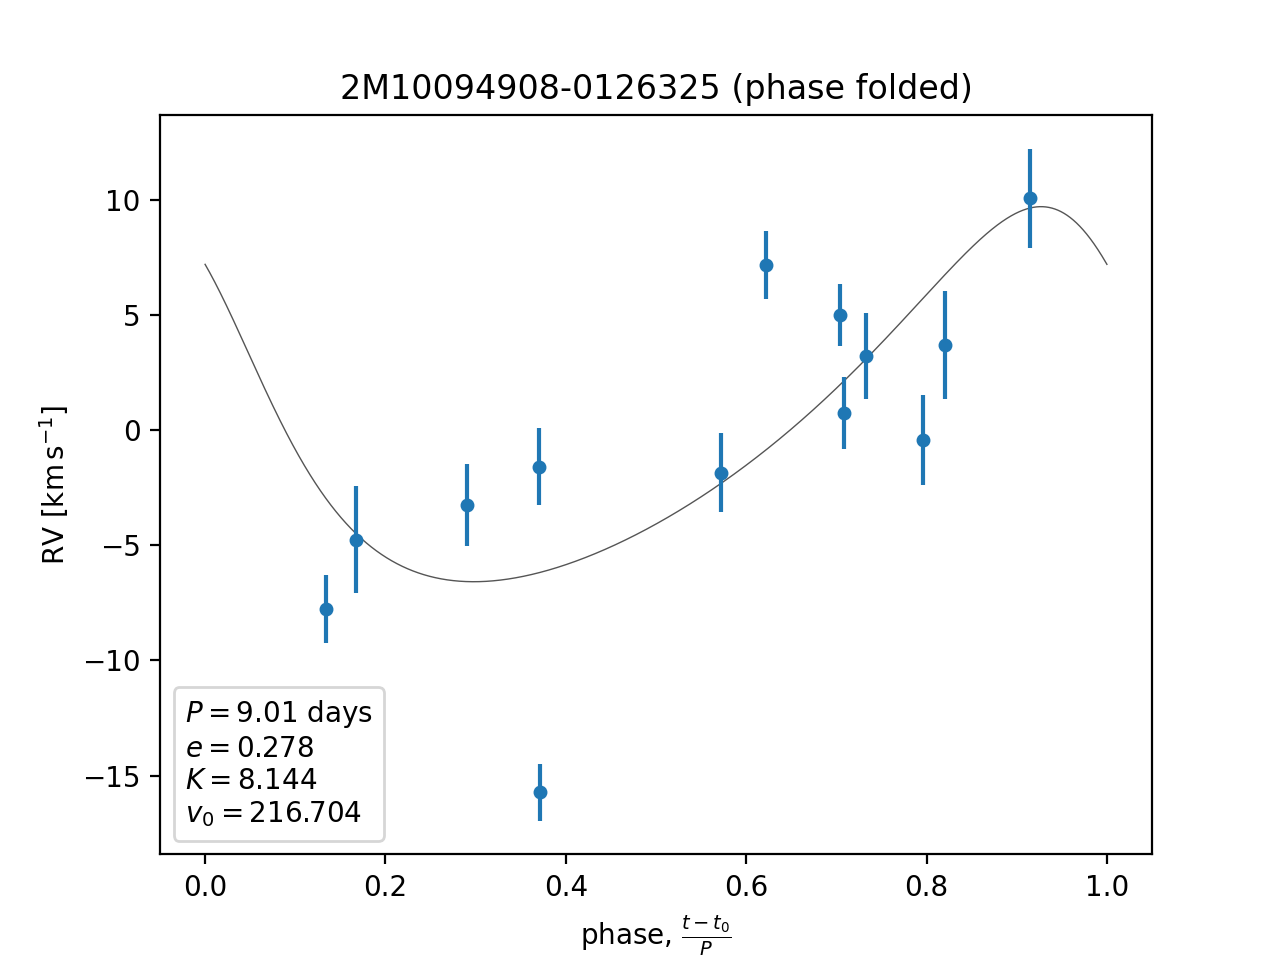 2M10094908-0126325 (phase folded)
RV [km s⁻¹]
10
5
0
−5
−10
−15
P = 9.01 days
e = 0.278
K = 8.144
v₀ = 216.704
0.0 0.2 0.4 0.6 0.8 1.0
phase, (t − t₀)/P